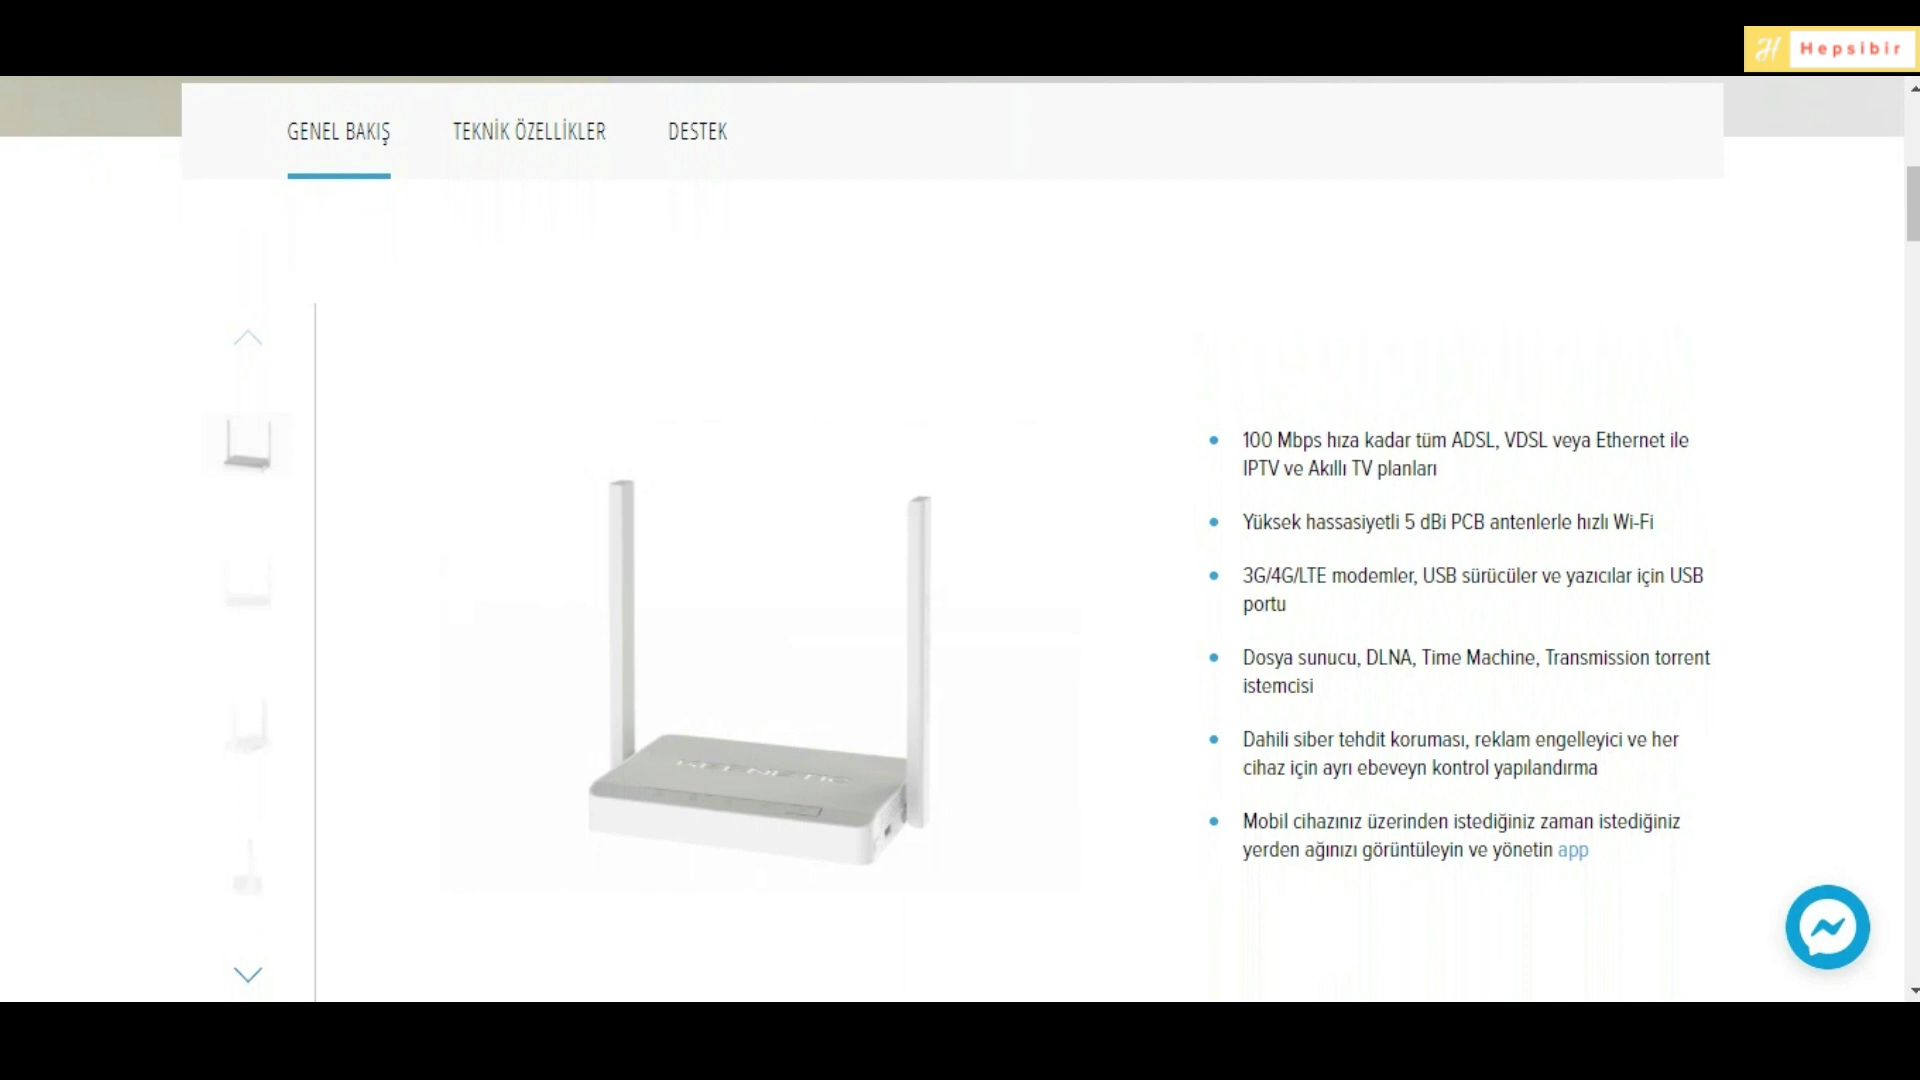 Hepsibir
GENEL BAKIŞ
TEKNİK ÖZELLİKLER
DESTEK
KEENETIC
100 Mbps hıza kadar tüm ADSL, VDSL veya Ethernet ile
IPTV ve Akıllı TV planları
Yüksek hassasiyetli 5 dBi PCB antenlerle hızlı Wi-Fi
3G/4G/LTE modemler, USB sürücüler ve yazıcılar için USB
portu
Dosya sunucu, DLNA, Time Machine, Transmission torrent
istemcisi
Dahili siber tehdit koruması, reklam engelleyici ve her
cihaz için ayrı ebeveyn kontrol yapılandırma
Mobil cihazınız üzerinden istediğiniz zaman istediğiniz
yerden ağınızı görüntüleyin ve yönetin app